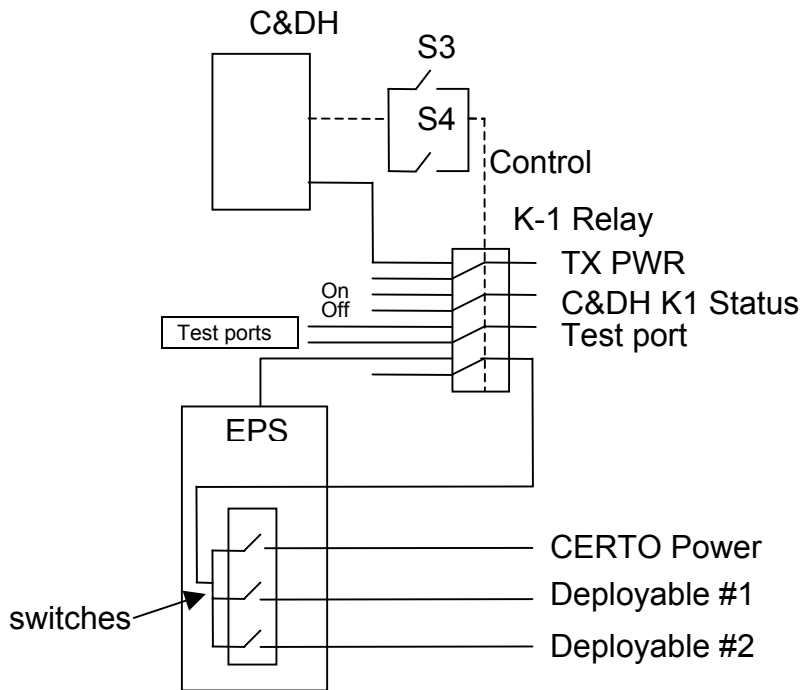 C&DH
S3
S4
Control
K-1 Relay
TX PWR
On
C&DH K1 Status
Off
Test ports
Test port
EPS
CERTO Power
Deployable #1
switches
Deployable #2